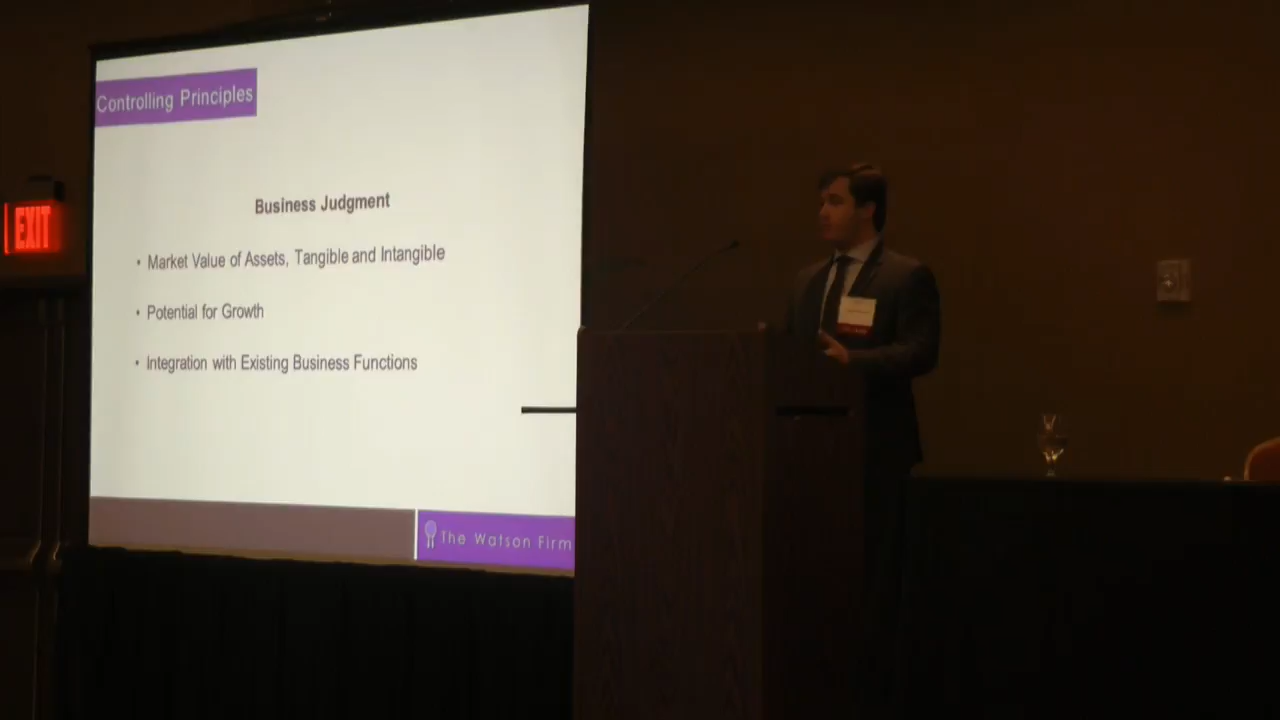 Controlling Principles
EXIT
Business Judgment
• Market Value of Assets, Tangible and Intangible
• Potential for Growth
• Integration with Existing Business Functions
The Watson Firm